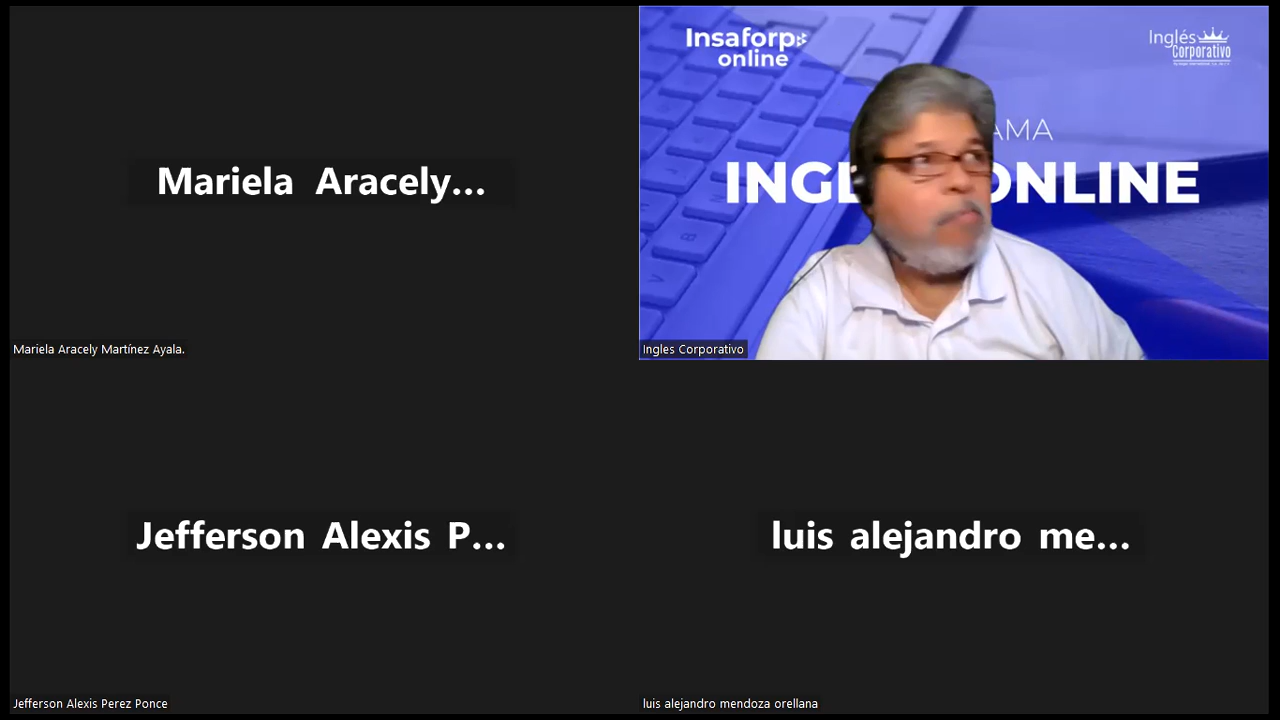 Mariela Aracely...
Mariela Aracely Martínez Ayala.
Insaforp
online
Inglés
Corporativo
AMA
INGL ONLINE
Ingles Corporativo
Jefferson Alexis P...
Jefferson Alexis Perez Ponce
luis alejandro me...
luis alejandro mendoza orellana